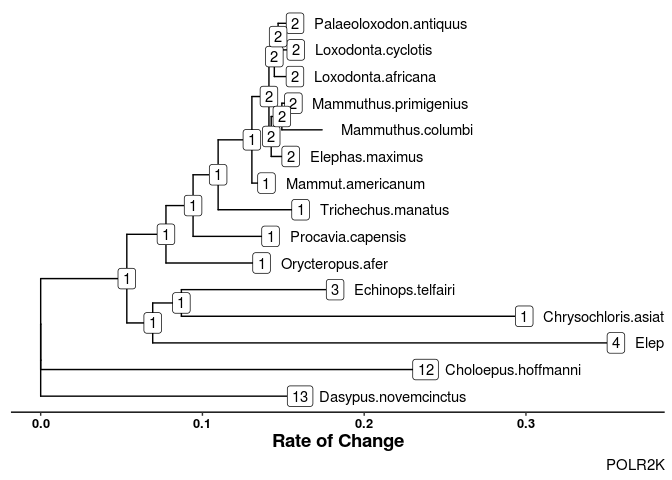 2 Palaeoloxodon.antiquus
2
2 Loxodonta.cyclotis
2
2 Loxodonta.africana
2
2 Mammuthus.primigenius
2
Mammuthus.columbi
2
1
2 Elephas.maximus
1
1 Mammut.americanum
1
1 Trichechus.manatus
1
1 Procavia.capensis
1 Orycteropus.afer
1
3 Echinops.telfairi
1
1 Chrysochloris.asiat
1
4 Elep
12 Choloepus.hoffmanni
13 Dasypus.novemcinctus
0.0 0.1 0.2 0.3
Rate of Change
POLR2K